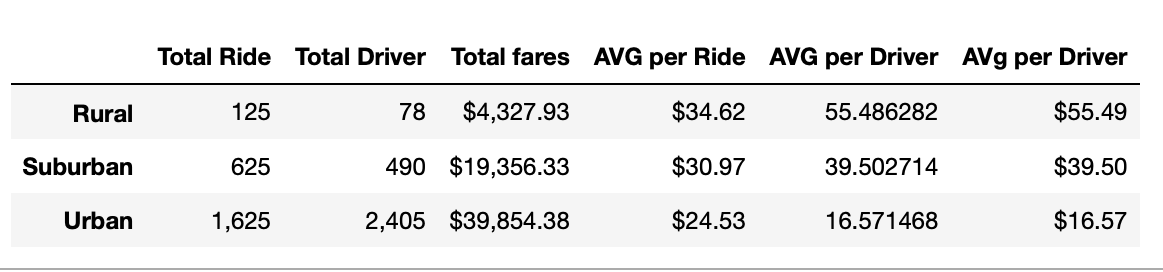 Total Ride Total Driver Total fares AVG per Ride AVG per Driver AVg per Driver
Rural 125 78 $4,327.93 $34.62 55.486282 $55.49
Suburban 625 490 $19,356.33 $30.97 39.502714 $39.50
Urban 1,625 2,405 $39,854.38 $24.53 16.571468 $16.57